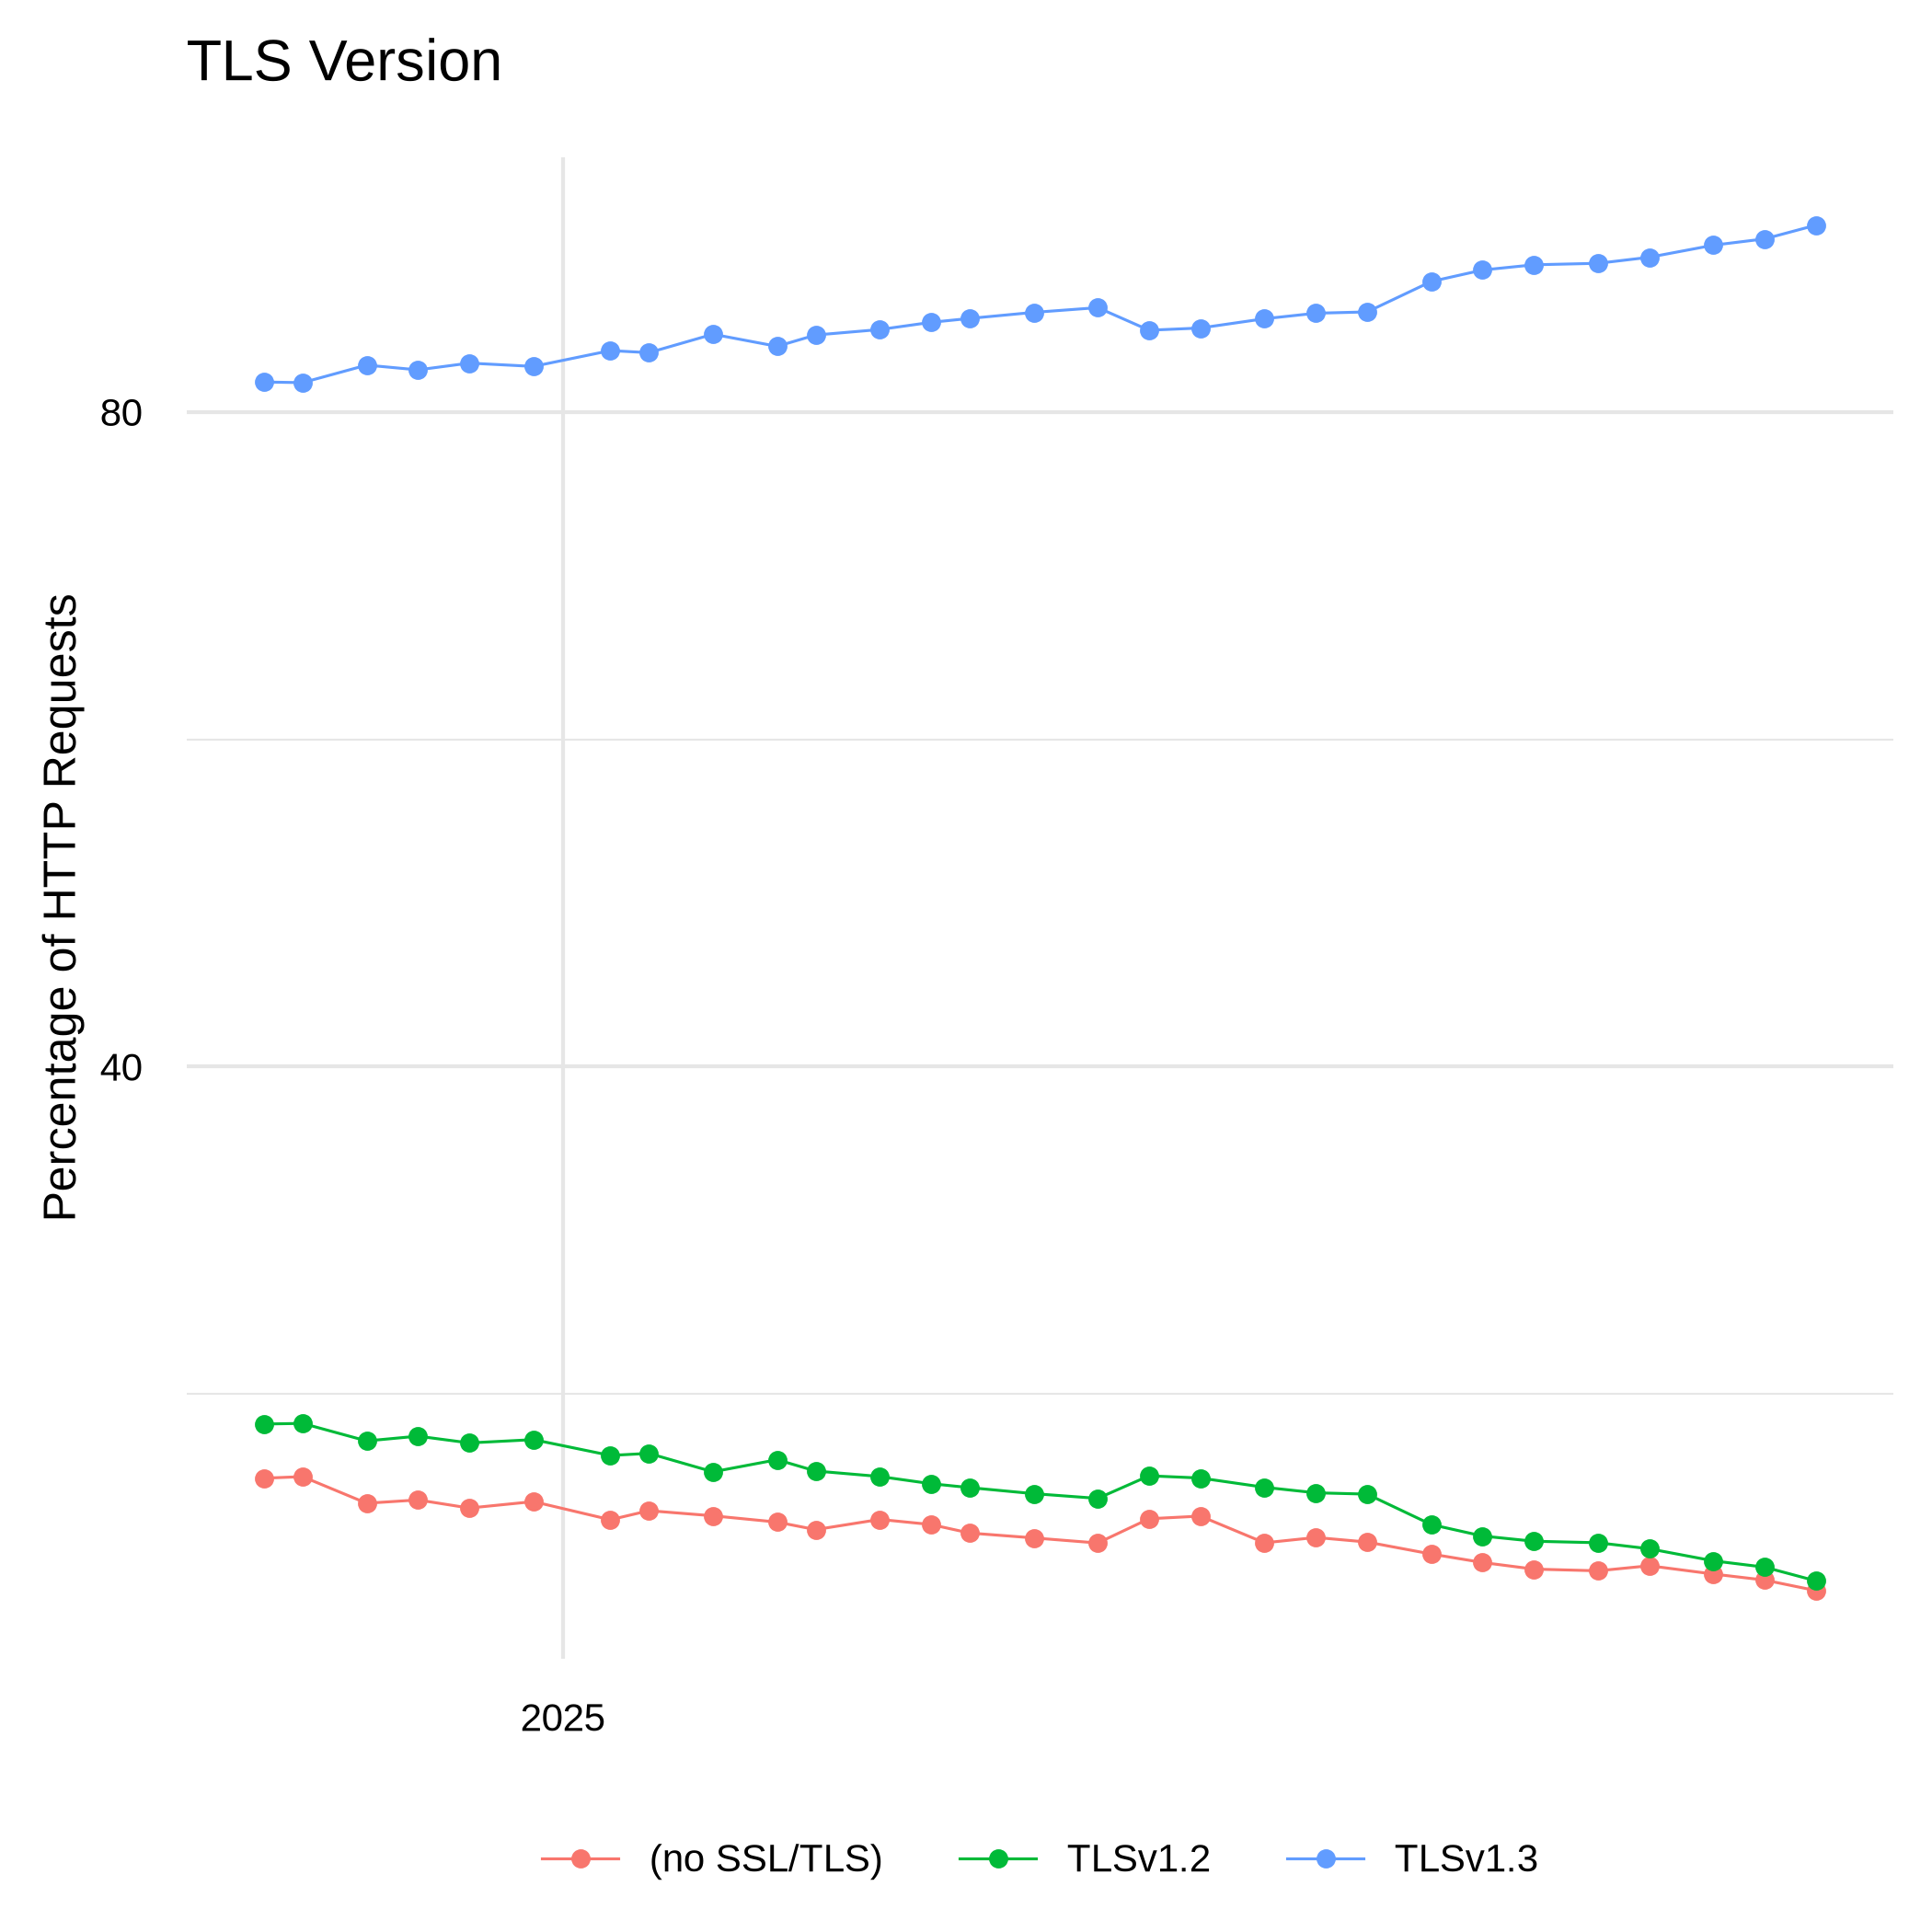 TLS Version
Percentage of HTTP Requests
80
40
2025
(no SSL/TLS)
TLSv1.2
TLSv1.3